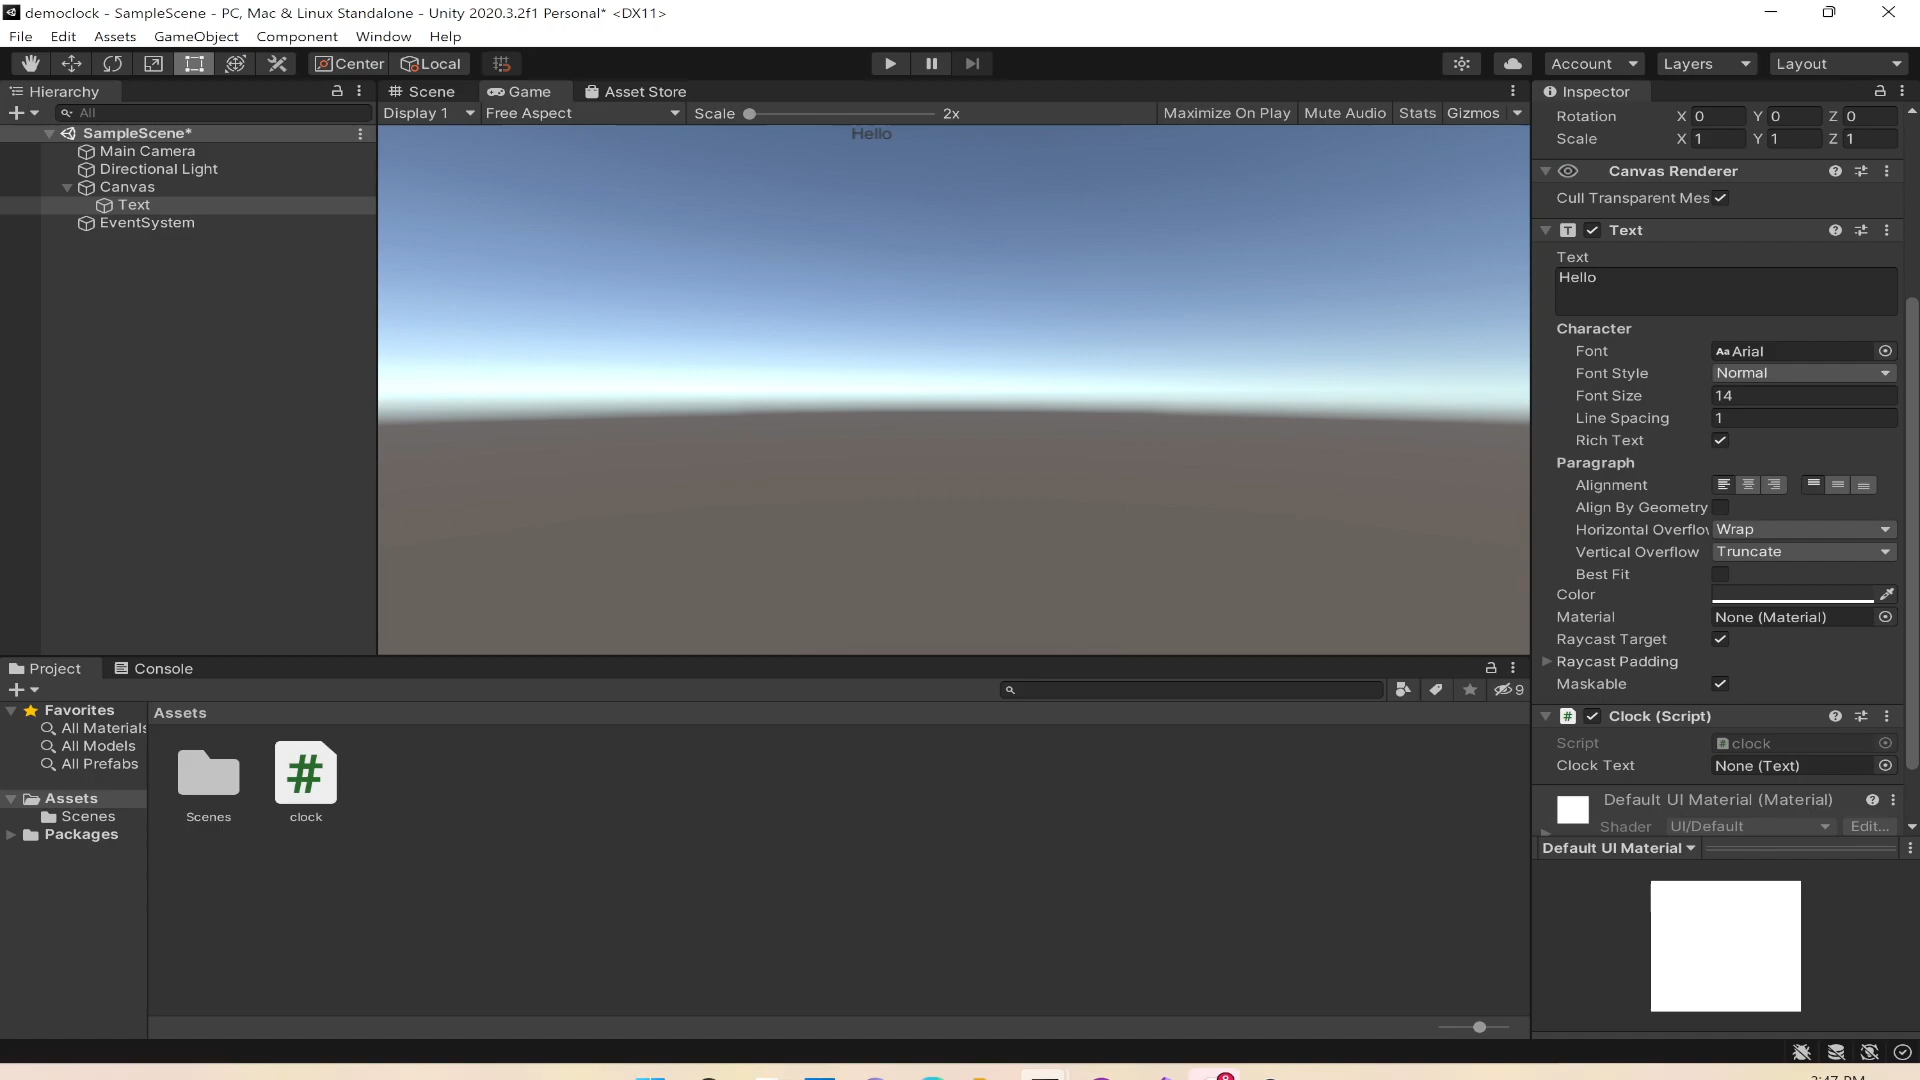 democlock - SampleScene - PC, Mac & Linux Standalone - Unity 2020.3.2f1 Personal* <DX11>
File Edit Assets GameObject Component Window Help
Center Local Account Layers Layout
Hierarchy
All
SampleScene*
Main Camera
Directional Light
Canvas
Text
EventSystem
Scene Game Asset Store
Display 1 Free Aspect Scale 2x Maximize On Play Mute Audio Stats Gizmos
Hello
Inspector
Rotation X 0 Y 0 Z 0
Scale X 1 Y 1 Z 1
Canvas Renderer
Cull Transparent Mes
Text
Text
Hello
Character
Font Aa Arial
Font Style Normal
Font Size 14
Line Spacing 1
Rich Text
Paragraph
Alignment
Align By Geometry
Horizontal Overflo Wrap
Vertical Overflow Truncate
Best Fit
Color
Material None (Material)
Raycast Target
Raycast Padding
Maskable
# Clock (Script)
Script # clock
Clock Text None (Text)
Default UI Material (Material)
Shader UI/Default Edit...
Default UI Material
Project Console
9
Favorites
All Materials
All Models
All Prefabs
Assets
Scenes
Packages
Assets
Scenes
#
clock